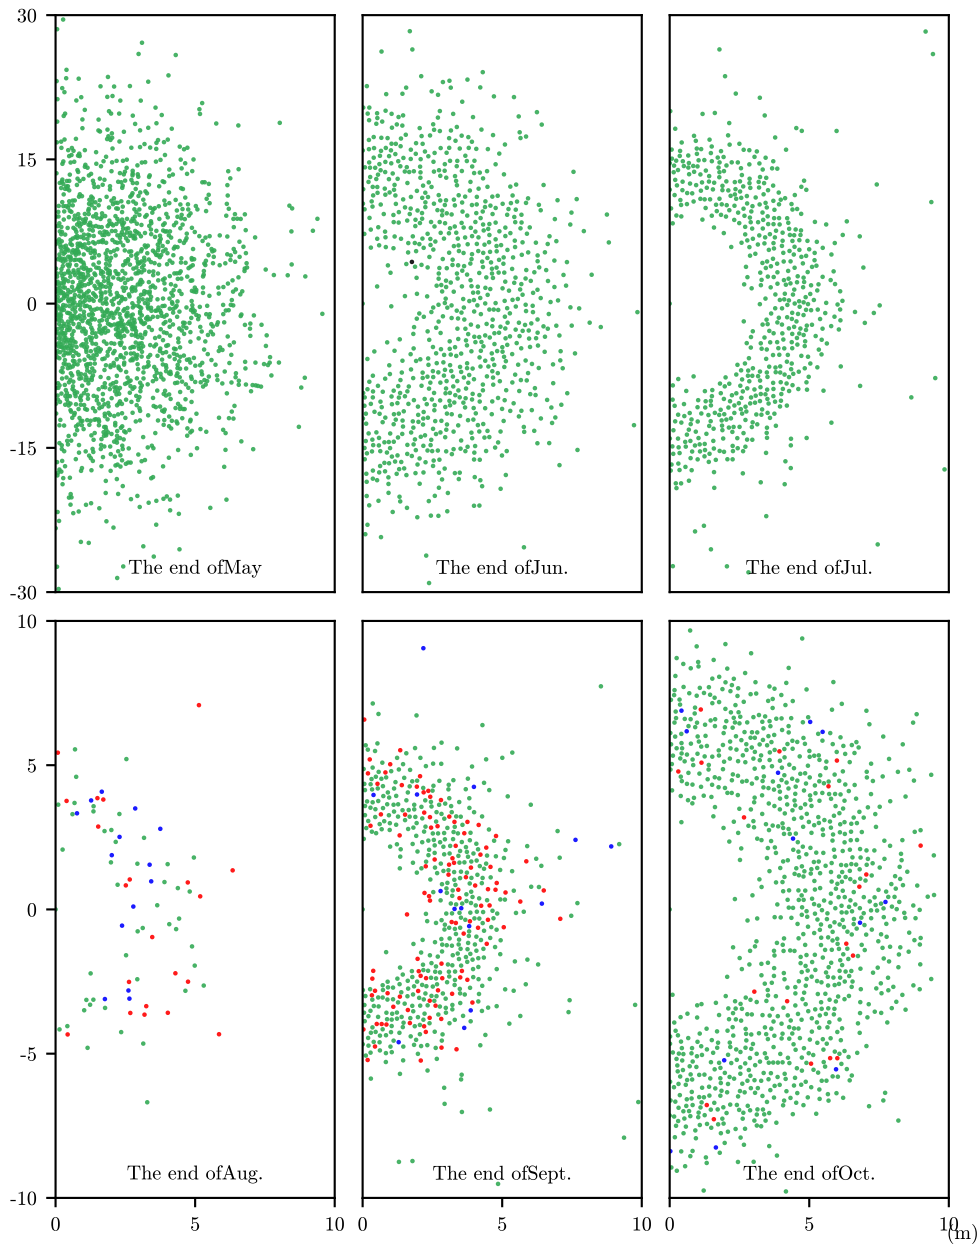 30
15
0
-15
-30
The end ofMay
The end ofJun.
The end ofJul.
10
5
0
-5
-10
The end ofAug.
The end ofSept.
The end ofOct.
0 5 10
0 5 10
0 5 10
(m)